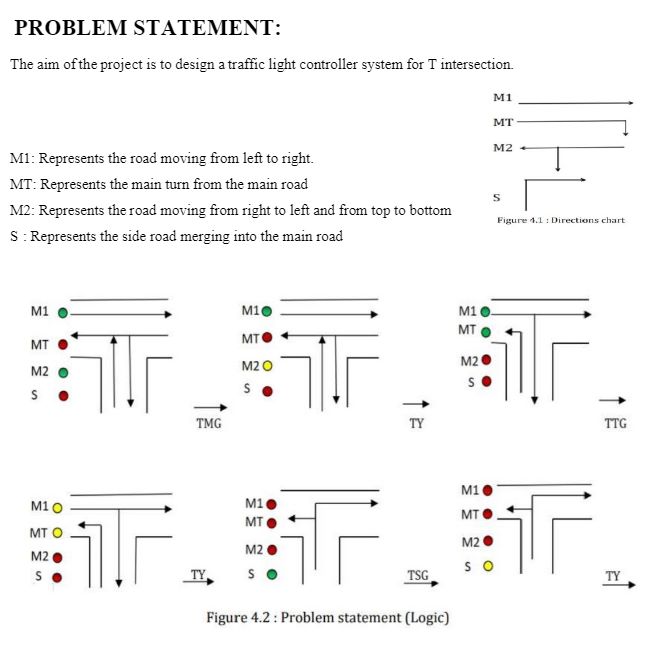 PROBLEM STATEMENT:
The aim of the project is to design a traffic light controller system for T intersection.
M1
MT
M2
S
Figure 4.1 : Directions chart
M1: Represents the road moving from left to right.
MT: Represents the main turn from the main road
M2: Represents the road moving from right to left and from top to bottom
S : Represents the side road merging into the main road
M1
MT
M2
S
TMG
M1
MT
M2
S
TY
M1
MT
M2
S
TTG
M1
MT
M2
S
TY
M1
MT
M2
S
TSG
M1
MT
M2
S
TY
Figure 4.2 : Problem statement (Logic)